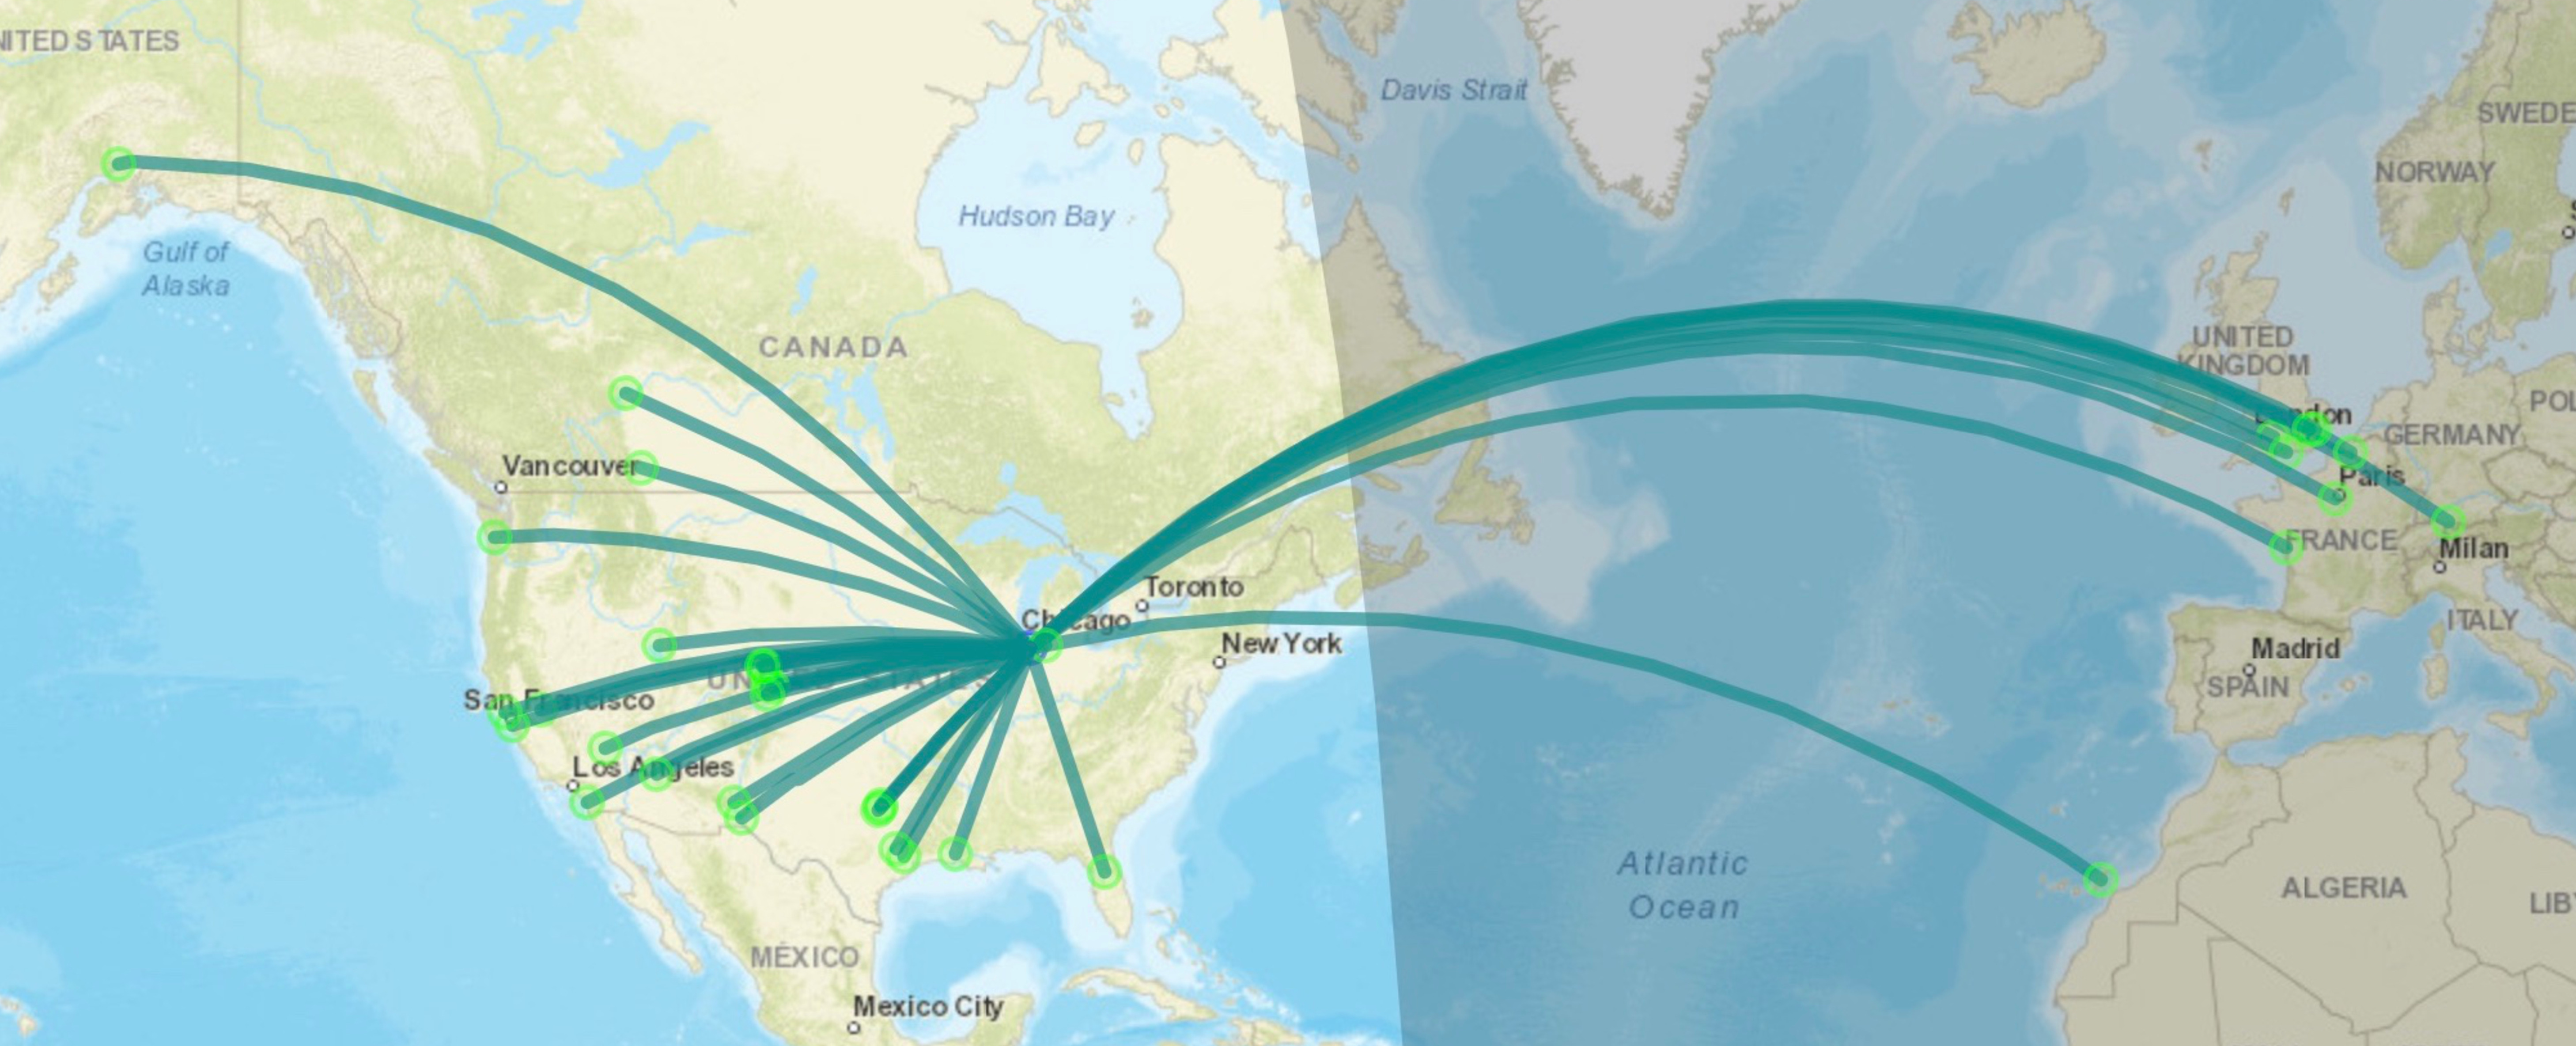 NITED STATES
Davis Strait
SWEDE
NORWAY
Hudson Bay
Gulf of
Alaska
UNITED
KINGDOM
CANADA
POL
London
GERMANY
Vancouver
Paris
FRANCE
Milan
Toronto
Chicago
ITALY
New York
Madrid
SPAIN
UNITED STATES
San Francisco
Los Angeles
Atlantic
Ocean
ALGERIA
LIB
MÉXICO
Mexico City